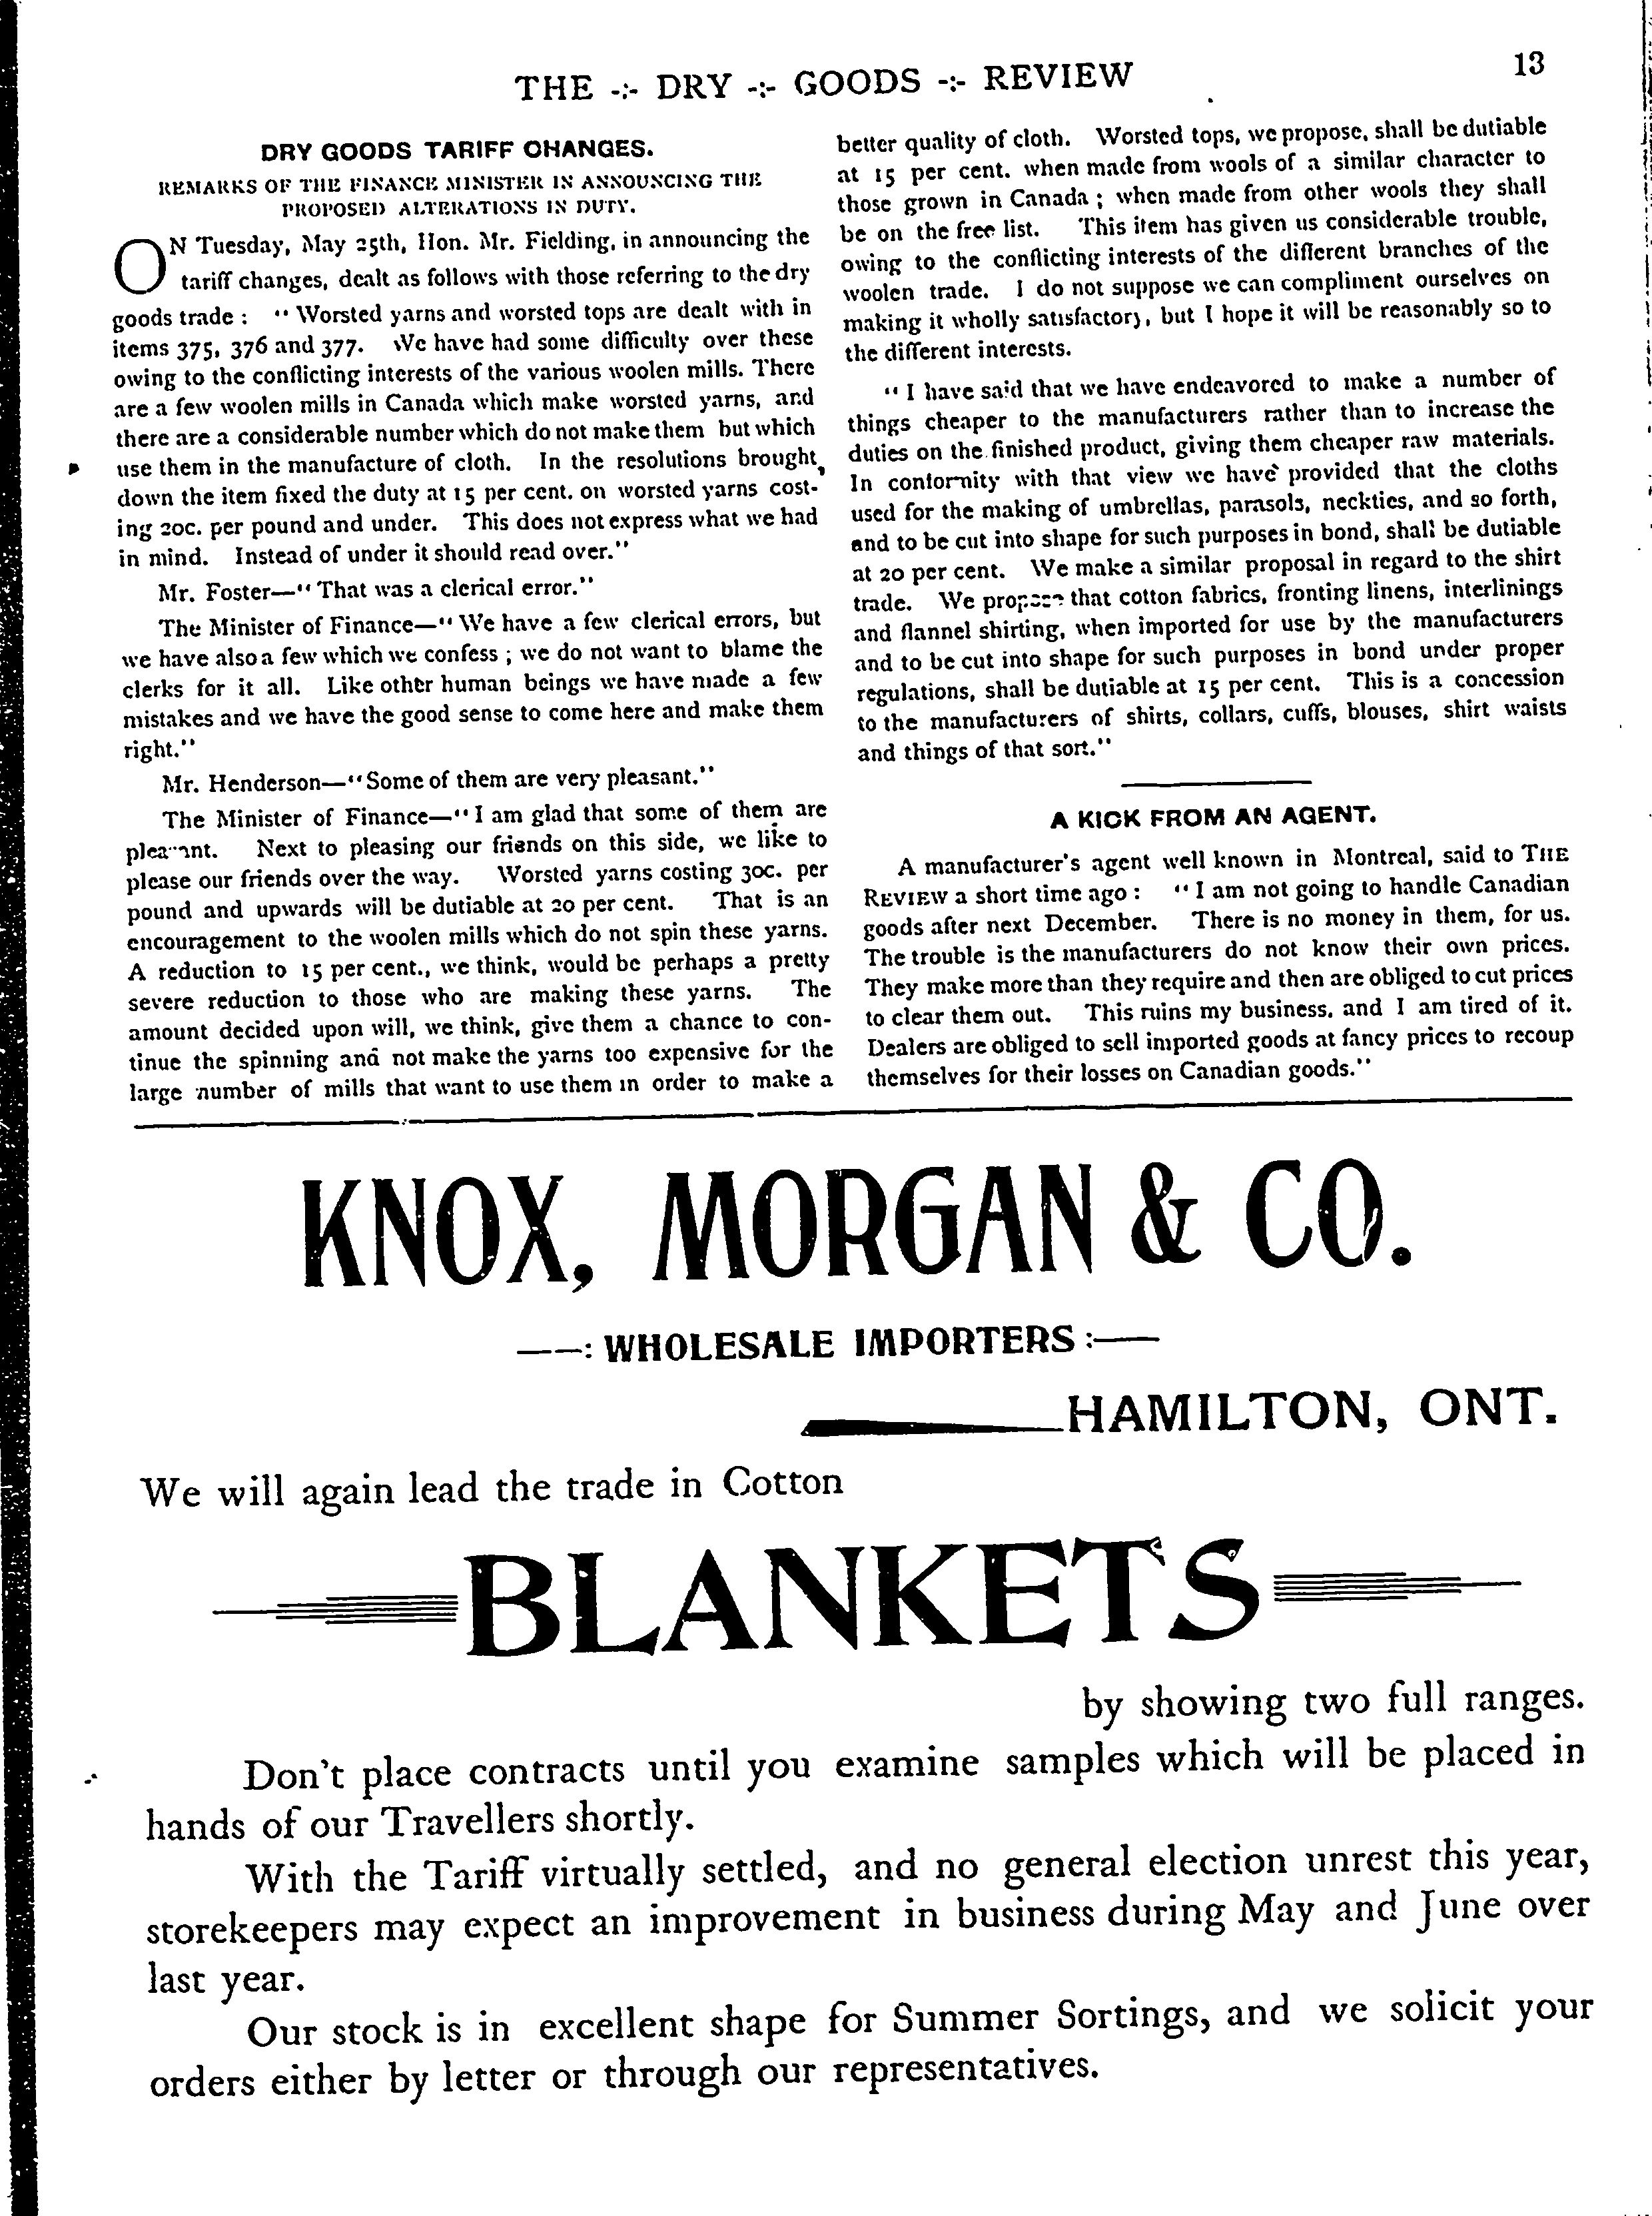 THE -:- DRY -:- GOODS -:- REVIEW 13
DRY GOODS TARIFF CHANGES.
REMARKS OF THE FINANCE MINISTER IN ANNOUNCING THE
PROPOSED ALTERATIONS IN DUTY.
ON Tuesday, May 25th, Hon. Mr. Fielding, in announcing the
tariff changes, dealt as follows with those referring to the dry
goods trade : "Worsted yarns and worsted tops are dealt with in
items 375, 376 and 377. We have had some difficulty over these
owing to the conflicting interests of the various woolen mills. There
are a few woolen mills in Canada which make worsted yarns, and
there are a considerable number which do not make them but which
use them in the manufacture of cloth. In the resolutions brought
down the item fixed the duty at 15 per cent. on worsted yarns cost-
ing 20c. per pound and under. This does not express what we had
in mind. Instead of under it should read over."
Mr. Foster—"That was a clerical error."
The Minister of Finance—"We have a few clerical errors, but
we have also a few which we confess ; we do not want to blame the
clerks for it all. Like other human beings we have made a few
mistakes and we have the good sense to come here and make them
right."
Mr. Henderson—"Some of them are very pleasant."
The Minister of Finance—"I am glad that some of them are
pleasant. Next to pleasing our friends on this side, we like to
please our friends over the way. Worsted yarns costing 30c. per
pound and upwards will be dutiable at 20 per cent. That is an
encouragement to the woolen mills which do not spin these yarns.
A reduction to 15 per cent., we think, would be perhaps a pretty
severe reduction to those who are making these yarns. The
amount decided upon will, we think, give them a chance to con-
tinue the spinning and not make the yarns too expensive for the
large number of mills that want to use them in order to make a
better quality of cloth. Worsted tops, we propose, shall be dutiable
at 15 per cent. when made from wools of a similar character to
those grown in Canada ; when made from other wools they shall
be on the free list. This item has given us considerable trouble,
owing to the conflicting interests of the different branches of the
woolen trade. I do not suppose we can compliment ourselves on
making it wholly satisfactory, but I hope it will be reasonably so to
the different interests.
"I have said that we have endeavored to make a number of
things cheaper to the manufacturers rather than to increase the
duties on the finished product, giving them cheaper raw materials.
In conformity with that view we have provided that the cloths
used for the making of umbrellas, parasols, neckties, and so forth,
and to be cut into shape for such purposes in bond, shall be dutiable
at 20 per cent. We make a similar proposal in regard to the shirt
trade. We propose that cotton fabrics, fronting linens, interlinings
and flannel shirting, when imported for use by the manufacturers
and to be cut into shape for such purposes in bond under proper
regulations, shall be dutiable at 15 per cent. This is a concession
to the manufacturers of shirts, collars, cuffs, blouses, shirt waists
and things of that sort."
A KICK FROM AN AGENT.
A manufacturer's agent well known in Montreal, said to THE
REVIEW a short time ago : "I am not going to handle Canadian
goods after next December. There is no money in them, for us.
The trouble is the manufacturers do not know their own prices.
They make more than they require and then are obliged to cut prices
to clear them out. This ruins my business, and I am tired of it.
Dealers are obliged to sell imported goods at fancy prices to recoup
themselves for their losses on Canadian goods."
KNOX, MORGAN & CO.
——: WHOLESALE IMPORTERS :——
HAMILTON, ONT.
We will again lead the trade in Cotton
BLANKETS
by showing two full ranges.
Don't place contracts until you examine samples which will be placed in
hands of our Travellers shortly.
With the Tariff virtually settled, and no general election unrest this year,
storekeepers may expect an improvement in business during May and June over
last year.
Our stock is in excellent shape for Summer Sortings, and we solicit your
orders either by letter or through our representatives.